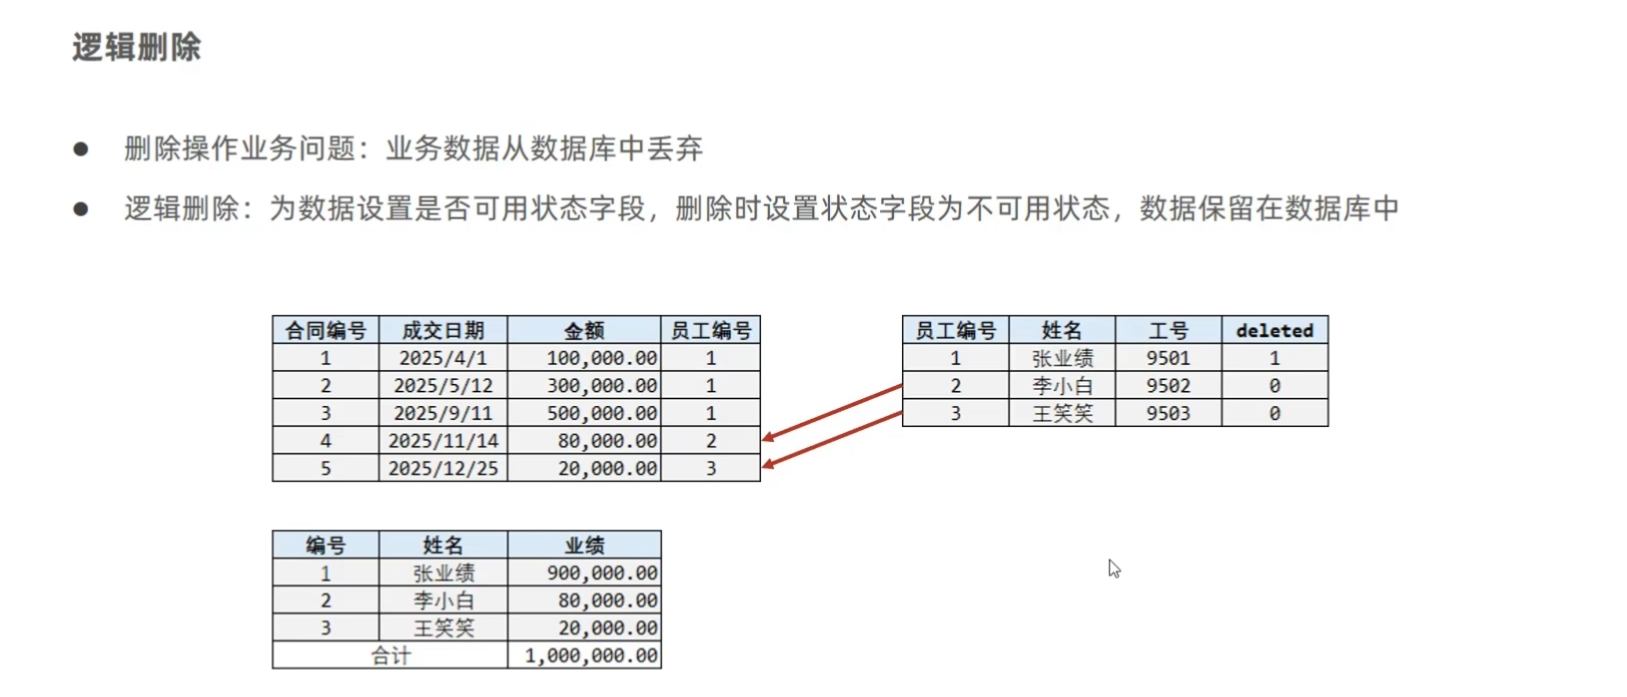 逻辑删除
● 删除操作业务问题：业务数据从数据库中丢弃
● 逻辑删除：为数据设置是否可用状态字段，删除时设置状态字段为不可用状态，数据保留在数据库中
合同编号 成交日期 金额 员工编号
1 2025/4/1 100,000.00 1
2 2025/5/12 300,000.00 1
3 2025/9/11 500,000.00 1
4 2025/11/14 80,000.00 2
5 2025/12/25 20,000.00 3
员工编号 姓名 工号 deleted
1 张业绩 9501 1
2 李小白 9502 0
3 王笑笑 9503 0
编号 姓名 业绩
1 张业绩 900,000.00
2 李小白 80,000.00
3 王笑笑 20,000.00
合计 1,000,000.00